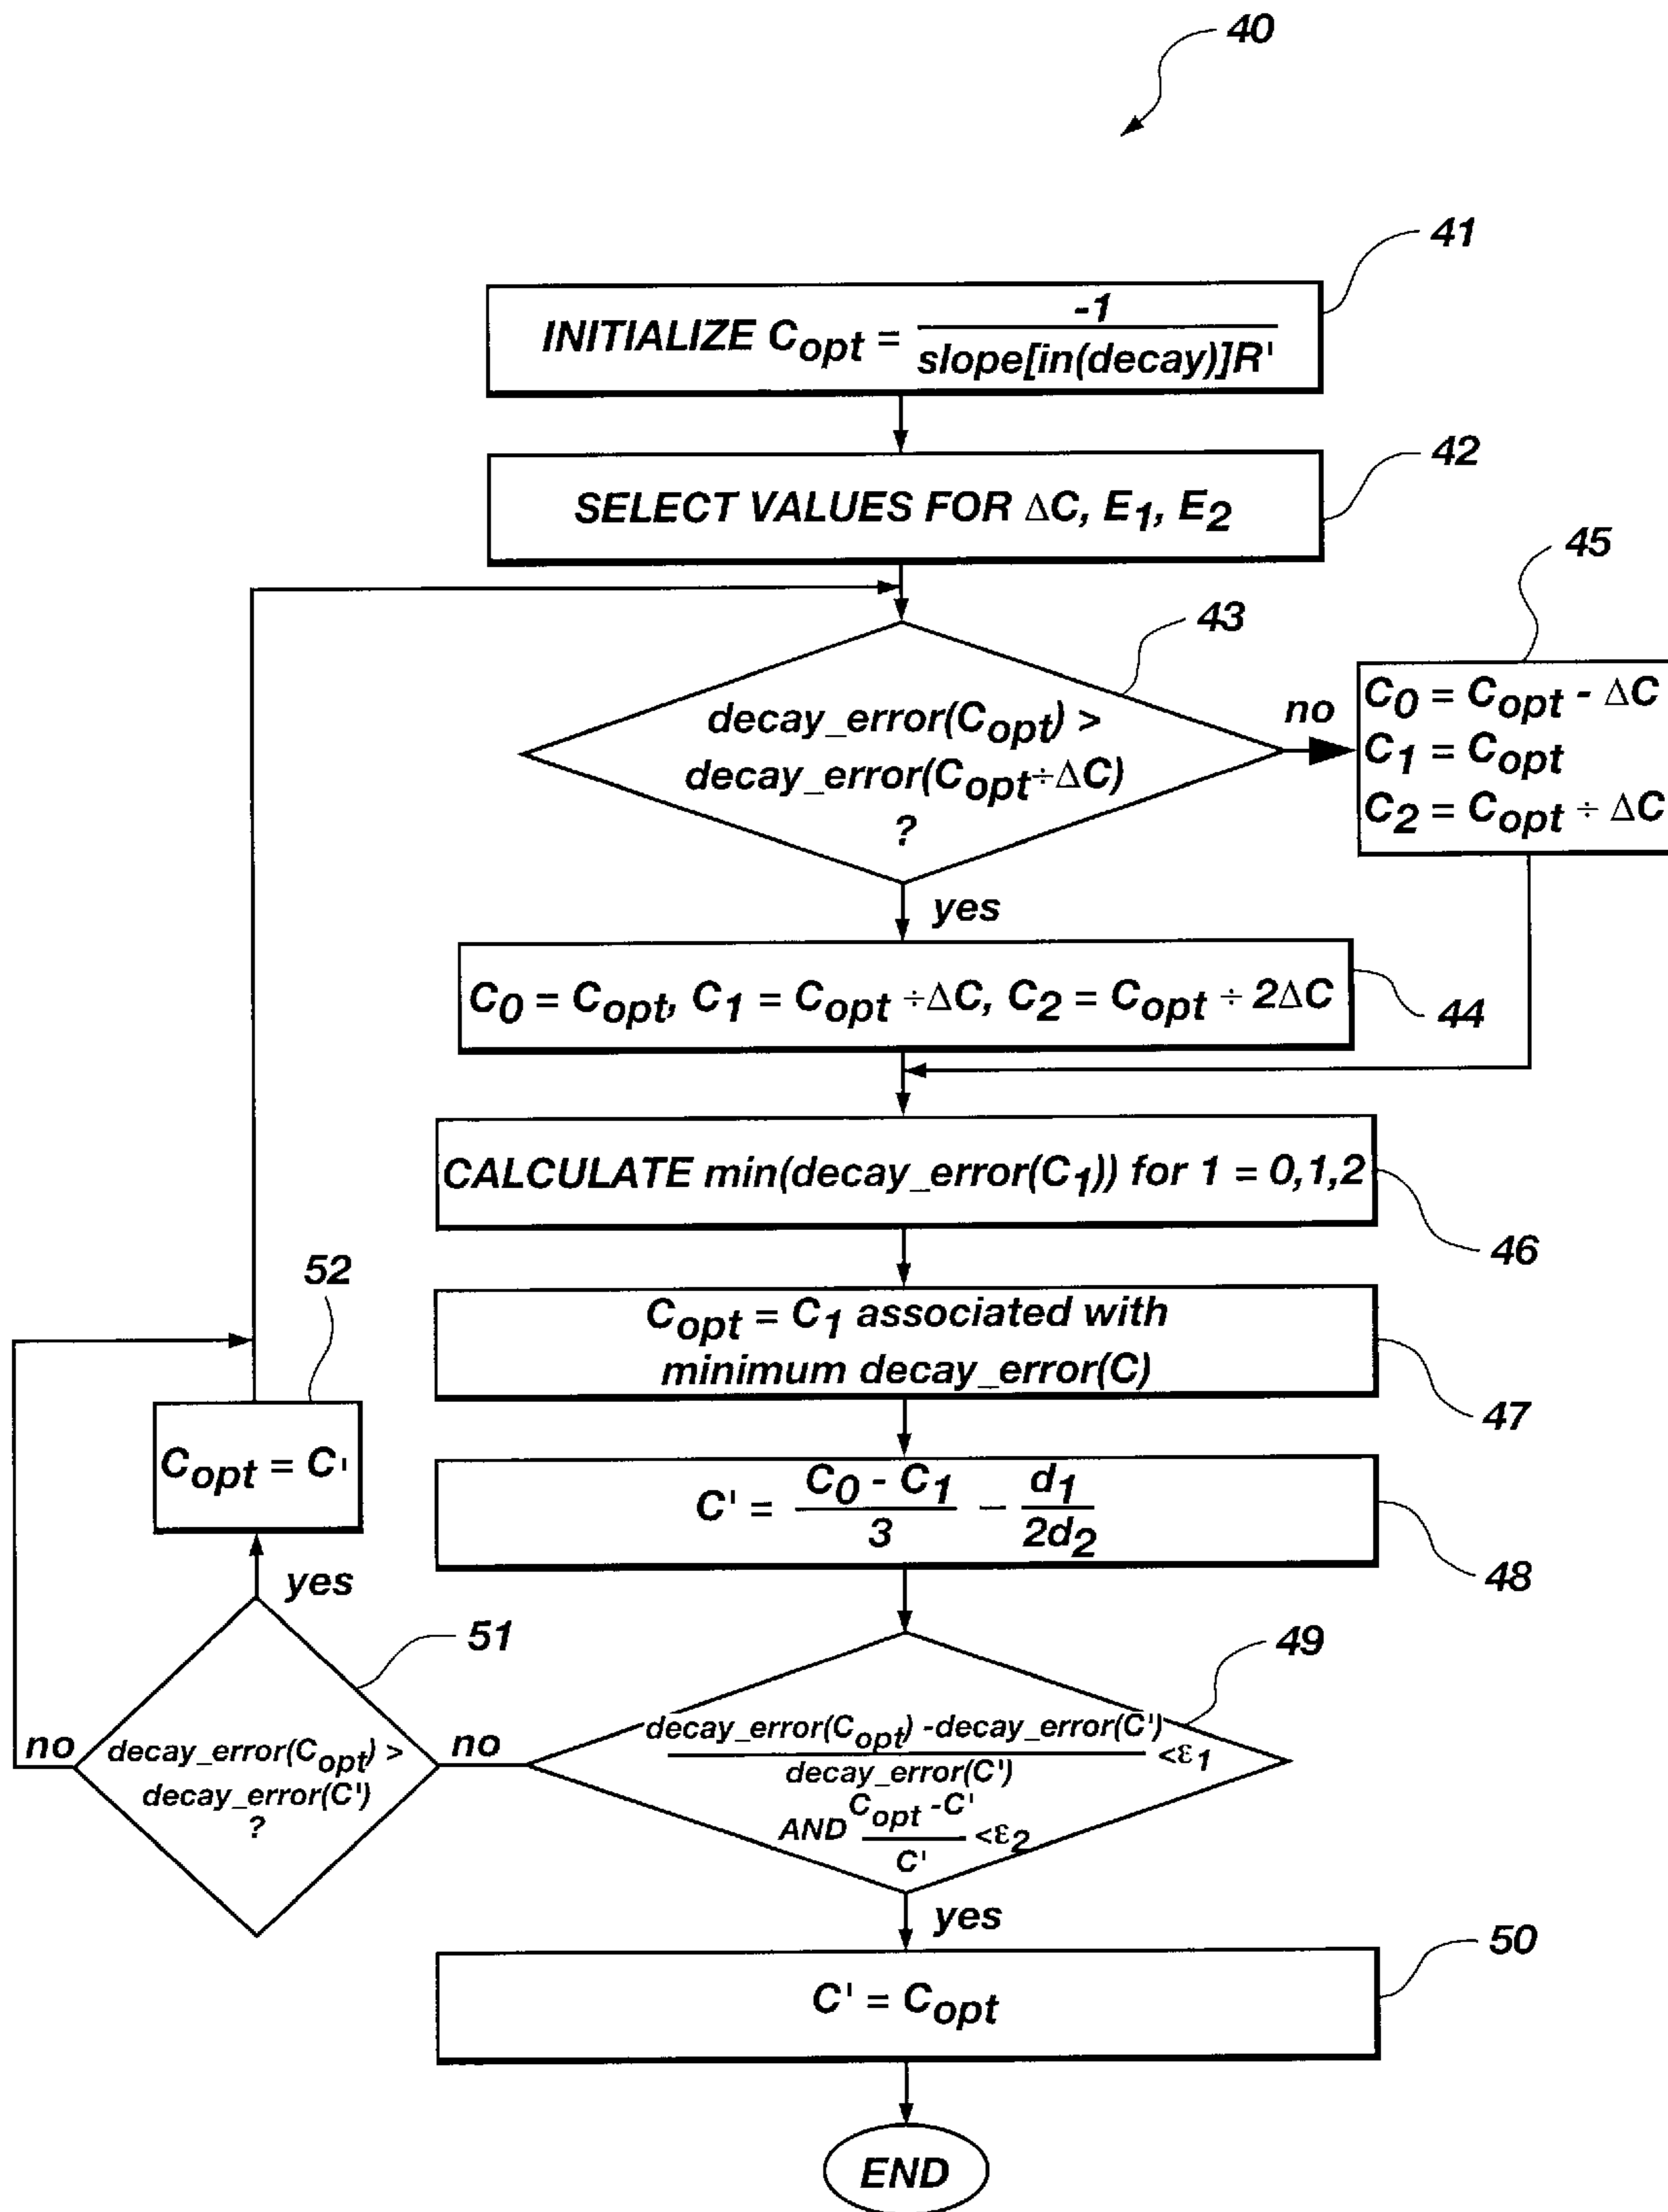 40
41
INITIALIZE Copt = -1
slope[in(decay)]R'
42
SELECT VALUES FOR ΔC, E1, E2
45
43
decay_error(Copt) >
decay_error(Copt÷ΔC)
?
no
C0 = Copt - ΔC
C1 = Copt
C2 = Copt ÷ ΔC
yes
C0 = Copt, C1 = Copt ÷ΔC, C2 = Copt ÷ 2ΔC
44
CALCULATE min(decay_error(C1)) for 1 = 0,1,2
46
52
Copt = C1 associated with
minimum decay_error(C)
47
Copt = C'
C' = C0 - C1 / 3 - d1 / 2d2
48
yes
51
49
no
decay_error(Copt) >
decay_error(C')
?
no
decay_error(Copt) -decay_error(C')
decay_error(C')
<ε1
AND Copt -C' / C' <ε2
yes
50
C' = Copt
END